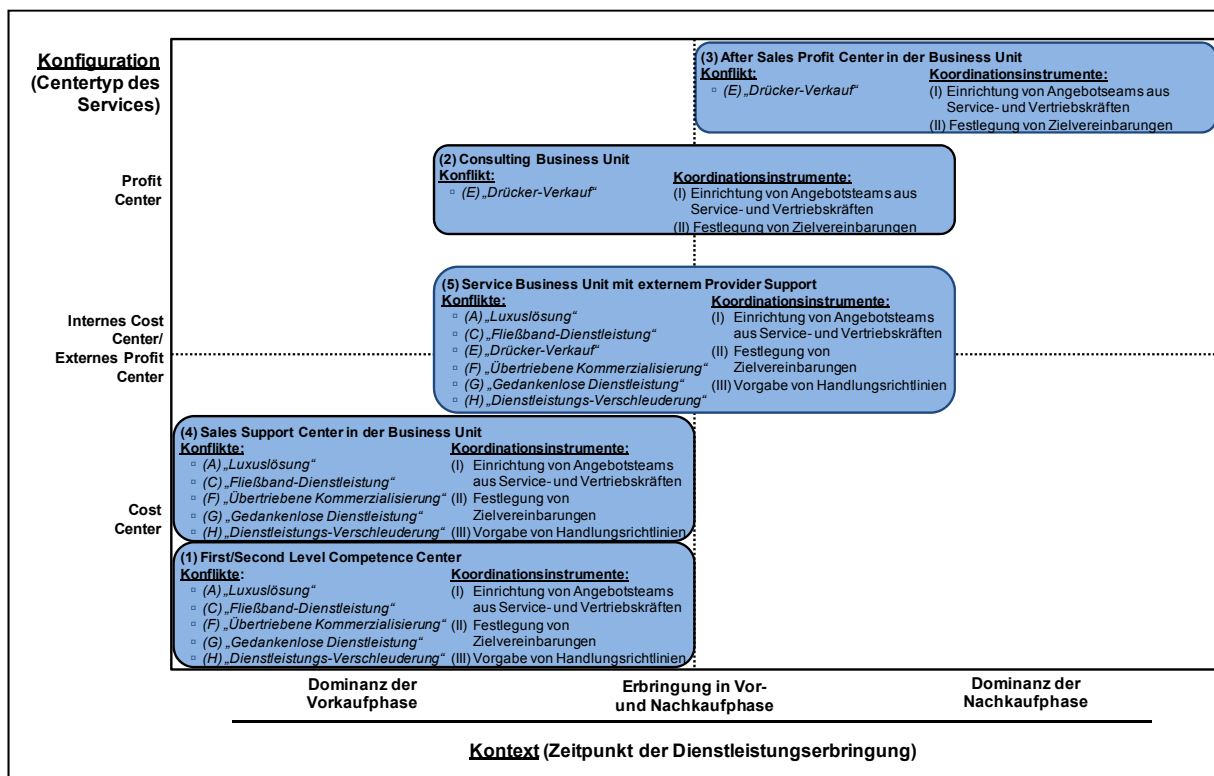 Konfiguration
(Centertyp des
Services)
(3) After Sales Profit Center in der Business Unit
Konflikt:
▫ (E) „Drücker-Verkauf“
Koordinationsinstrumente:
(I) Einrichtung von Angebotsteams aus
Service- und Vertriebskräften
(II) Festlegung von Zielvereinbarungen
Profit
Center
(2) Consulting Business Unit
Konflikt:
▫ (E) „Drücker-Verkauf“
Koordinationsinstrumente:
(I) Einrichtung von Angebotsteams aus
Service- und Vertriebskräften
(II) Festlegung von Zielvereinbarungen
Internes Cost
Center/
Externes Profit
Center
(5) Service Business Unit mit externem Provider Support
Konflikte:
▫ (A) „Luxuslösung“
▫ (C) „Fließband-Dienstleistung“
▫ (E) „Drücker-Verkauf“
▫ (F) „Übertriebene Kommerzialisierung“
▫ (G) „Gedankenlose Dienstleistung“
▫ (H) „Dienstleistungs-Verschleuderung“
Koordinationsinstrumente:
(I) Einrichtung von Angebotsteams
aus Service- und Vertriebskräften
(II) Festlegung von
Zielvereinbarungen
(III) Vorgabe von Handlungsrichtlinien
Cost
Center
(4) Sales Support Center in der Business Unit
Konflikte:
▫ (A) „Luxuslösung“
▫ (C) „Fließband-Dienstleistung“
▫ (F) „Übertriebene Kommerzialisierung“
▫ (G) „Gedankenlose Dienstleistung“
▫ (H) „Dienstleistungs-Verschleuderung“
Koordinationsinstrumente:
(I) Einrichtung von Angebotsteams
aus Service- und Vertriebskräften
(II) Festlegung von
Zielvereinbarungen
(III) Vorgabe von Handlungsrichtlinien
(1) First/Second Level Competence Center
Konflikte:
▫ (A) „Luxuslösung“
▫ (C) „Fließband-Dienstleistung“
▫ (F) „Übertriebene Kommerzialisierung“
▫ (G) „Gedankenlose Dienstleistung“
▫ (H) „Dienstleistungs-Verschleuderung“
Koordinationsinstrumente:
(I) Einrichtung von Angebotsteams
aus Service- und Vertriebskräften
(II) Festlegung von
Zielvereinbarungen
(III) Vorgabe von Handlungsrichtlinien
Dominanz der
Vorkaufphase
Erbringung in Vor-
und Nachkaufphase
Dominanz der
Nachkaufphase
Kontext (Zeitpunkt der Dienstleistungserbringung)